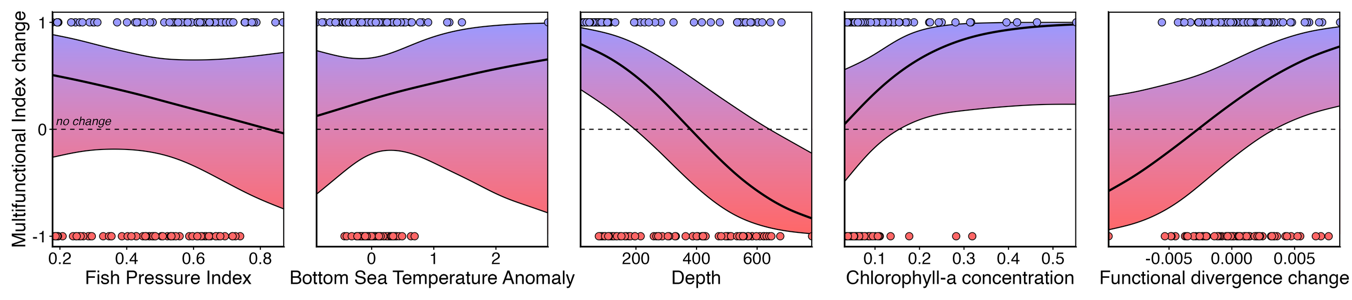 Multifunctional Index change
1
0
-1
no change
0.2 0.4 0.6 0.8
Fish Pressure Index
0 1 2
Bottom Sea Temperature Anomaly
200 400 600
Depth
0.1 0.2 0.3 0.4 0.5
Chlorophyll-a concentration
-0.005 0.000 0.005
Functional divergence change